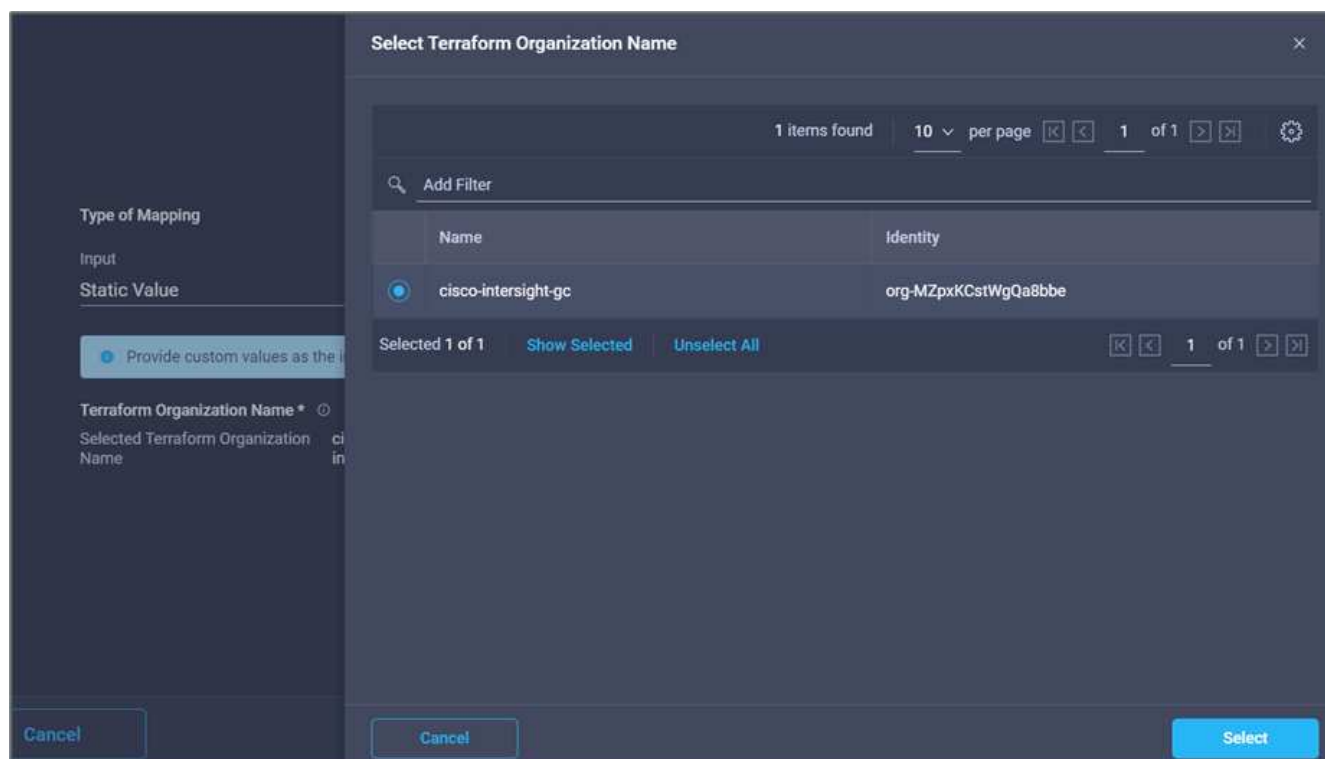 Select Terraform Organization Name
1 items found 10 per page 1 of 1
Add Filter
Name Identity
cisco-intersight-gc org-MZpxKCstWgQa8bbe
Selected 1 of 1 Show Selected Unselect All 1 of 1
Type of Mapping
Input
Static Value
Provide custom values as the i
Terraform Organization Name *
Selected Terraform Organization ci
Name in
Cancel
Cancel Select